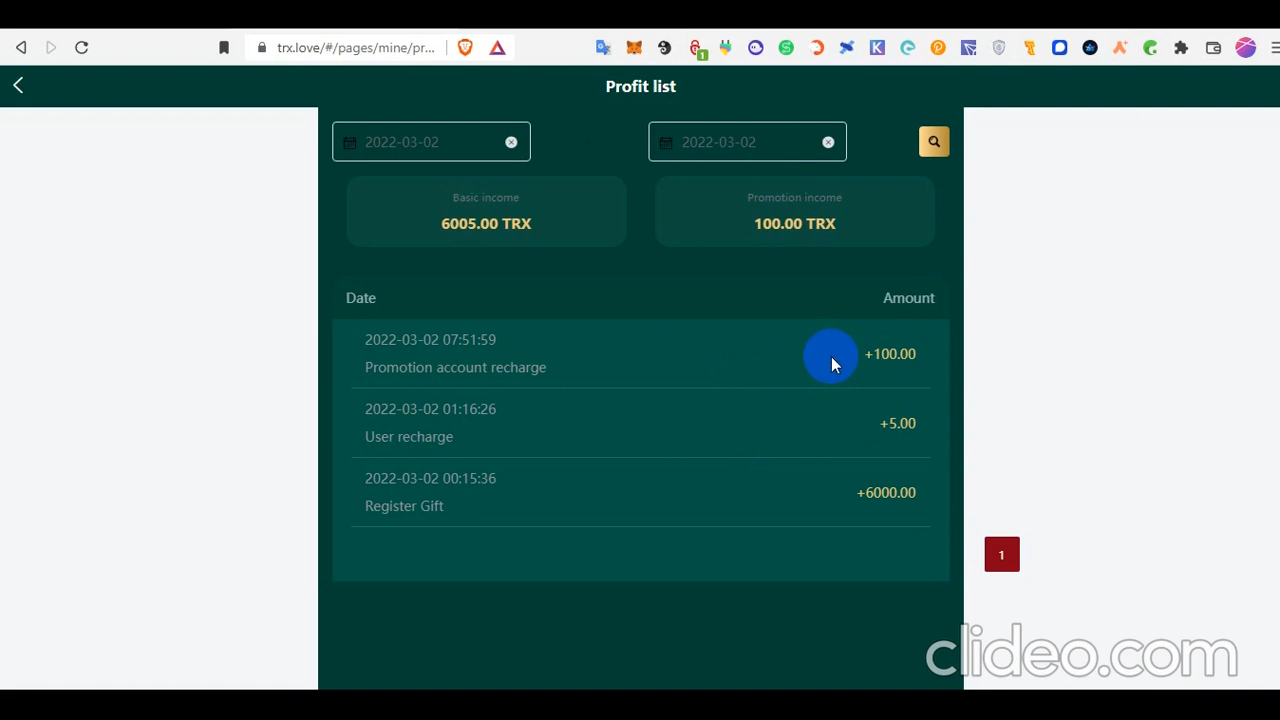 trx.love/#/pages/mine/pr...
1
Profit list
2022-03-02
2022-03-02
Basic income
Promotion income
6005.00 TRX
100.00 TRX
Date
Amount
2022-03-02 07:51:59
+100.00
Promotion account recharge
2022-03-02 01:16:26
+5.00
User recharge
2022-03-02 00:15:36
+6000.00
Register Gift
1
clideo.com